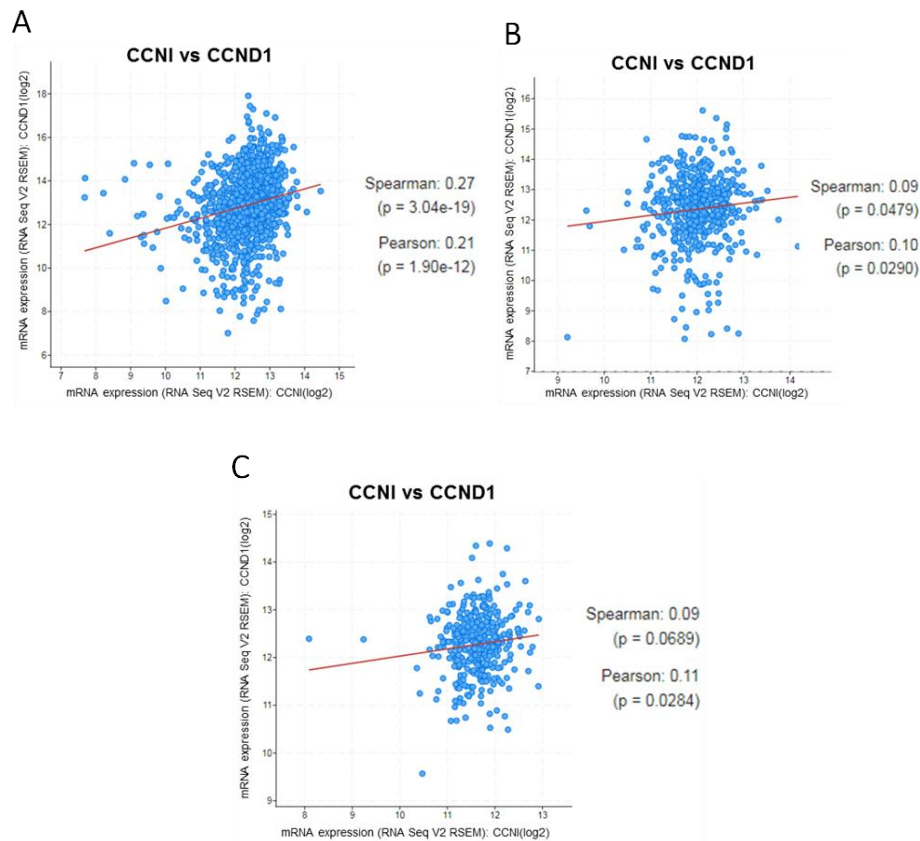 A
CCNI vs CCND1
mRNA expression (RNA Seq V2 RSEM): CCND1(log2)
18
16
14
12
10
8
6
7
8
9
10
11
12
13
14
15
mRNA expression (RNA Seq V2 RSEM): CCNI(log2)
Spearman: 0.27
(p = 3.04e-19)
Pearson: 0.21
(p = 1.90e-12)
B
CCNI vs CCND1
mRNA expression (RNA Seq V2 RSEM): CCND1(log2)
16
15
14
13
12
11
10
9
8
7
9
10
11
12
13
14
mRNA expression (RNA Seq V2 RSEM): CCNI(log2)
Spearman: 0.09
(p = 0.0479)
Pearson: 0.10
(p = 0.0290)
C
CCNI vs CCND1
mRNA expression (RNA Seq V2 RSEM): CCND1(log2)
15
14
13
12
11
10
9
8
9
10
11
12
13
mRNA expression (RNA Seq V2 RSEM): CCNI(log2)
Spearman: 0.09
(p = 0.0689)
Pearson: 0.11
(p = 0.0284)